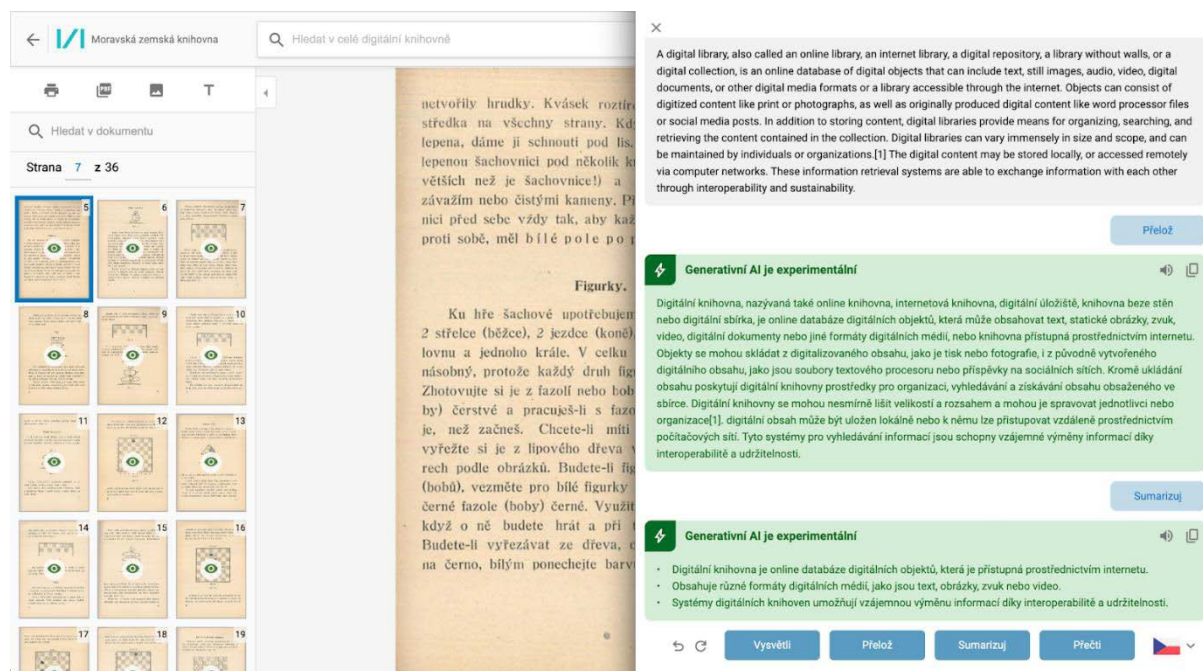 Moravská zemská knihovna
Hledat v celé digitální knihovně
PDF
T
Hledat v dokumentu
Strana 7 z 36
5
6
7
8
9
10
11
12
13
14
15
16
17
18
19
netvořily hrudky. Kvásek
středka na všechny strany.
lepena, dáme ji schnouti pod lis.
lepenou šachovnici pod několik
větších než je šachovnice!) a
závažím nebo čistými kameny.
nici před sebe vždy tak, aby
proti sobě, měl bílé pole
Figurky.
Ku hře šachové
2 střelce (běžce), 2 jezdce (koně),
lovnu a jednoho krále. V celku
násobný, protože každý druh
Zhotovujte si je z fazolí nebo
by) čerstvé a pracuješ-li s
je, než začneš. Chcete-li míti
vyřežte si je z lipového dřeva
rech podle obrázků. Budete-li
(bobů), vezměte pro bílé figurky
černé fazole (boby) černé.
když o ně budete hrát a při
Budete-li vyřezávat ze dřeva,
na černo, bílým ponechejte
A digital library, also called an online library, an internet library, a digital repository, a library without walls, or a
digital collection, is an online database of digital objects that can include text, still images, audio, video, digital
documents, or other digital media formats or a library accessible through the internet. Objects can consist of
digitized content like print or photographs, as well as originally produced digital content like word processor files
or social media posts. In addition to storing content, digital libraries provide means for organizing, searching, and
retrieving the content contained in the collection. Digital libraries can vary immensely in size and scope, and can
be maintained by individuals or organizations.[1] The digital content may be stored locally, or accessed remotely
via computer networks. These information retrieval systems are able to exchange information with each other
through interoperability and sustainability.
Přelož
Generativní AI je experimentální
Digitální knihovna, nazývaná také online knihovna, internetová knihovna, digitální úložiště, knihovna beze stěn
nebo digitální sbírka, je online databáze digitálních objektů, která může obsahovat text, statické obrázky, zvuk,
video, digitální dokumenty nebo jiné formáty digitálních médií, nebo knihovna přístupná prostřednictvím internetu.
Objekty se mohou skládat z digitalizovaného obsahu, jako je tisk nebo fotografie, i z původně vytvořeného
digitálního obsahu, jako jsou soubory textového procesoru nebo příspěvky na sociálních sítích. Kromě ukládání
obsahu poskytují digitální knihovny prostředky pro organizaci, vyhledávání a získávání obsahu obsaženého ve
sbírce. Digitální knihovny se mohou nesmírně lišit velikostí a rozsahem a mohou je spravovat jednotlivci nebo
organizace[1]. digitální obsah může být uložen lokálně nebo k němu lze přistupovat vzdáleně prostřednictvím
počítačových sítí. Tyto systémy pro vyhledávání informací jsou schopny vzájemné výměny informací díky
interoperabilitě a udržitelnosti.
Sumarizuj
Generativní AI je experimentální
• Digitální knihovna je online databáze digitálních objektů, která je přístupná prostřednictvím internetu.
• Obsahuje různé formáty digitálních médií, jako jsou text, obrázky, zvuk nebo video.
• Systémy digitálních knihoven umožňují vzájemnou výměnu informací díky interoperabilitě a udržitelnosti.
Vysvětli
Přelož
Sumarizuj
Přečti